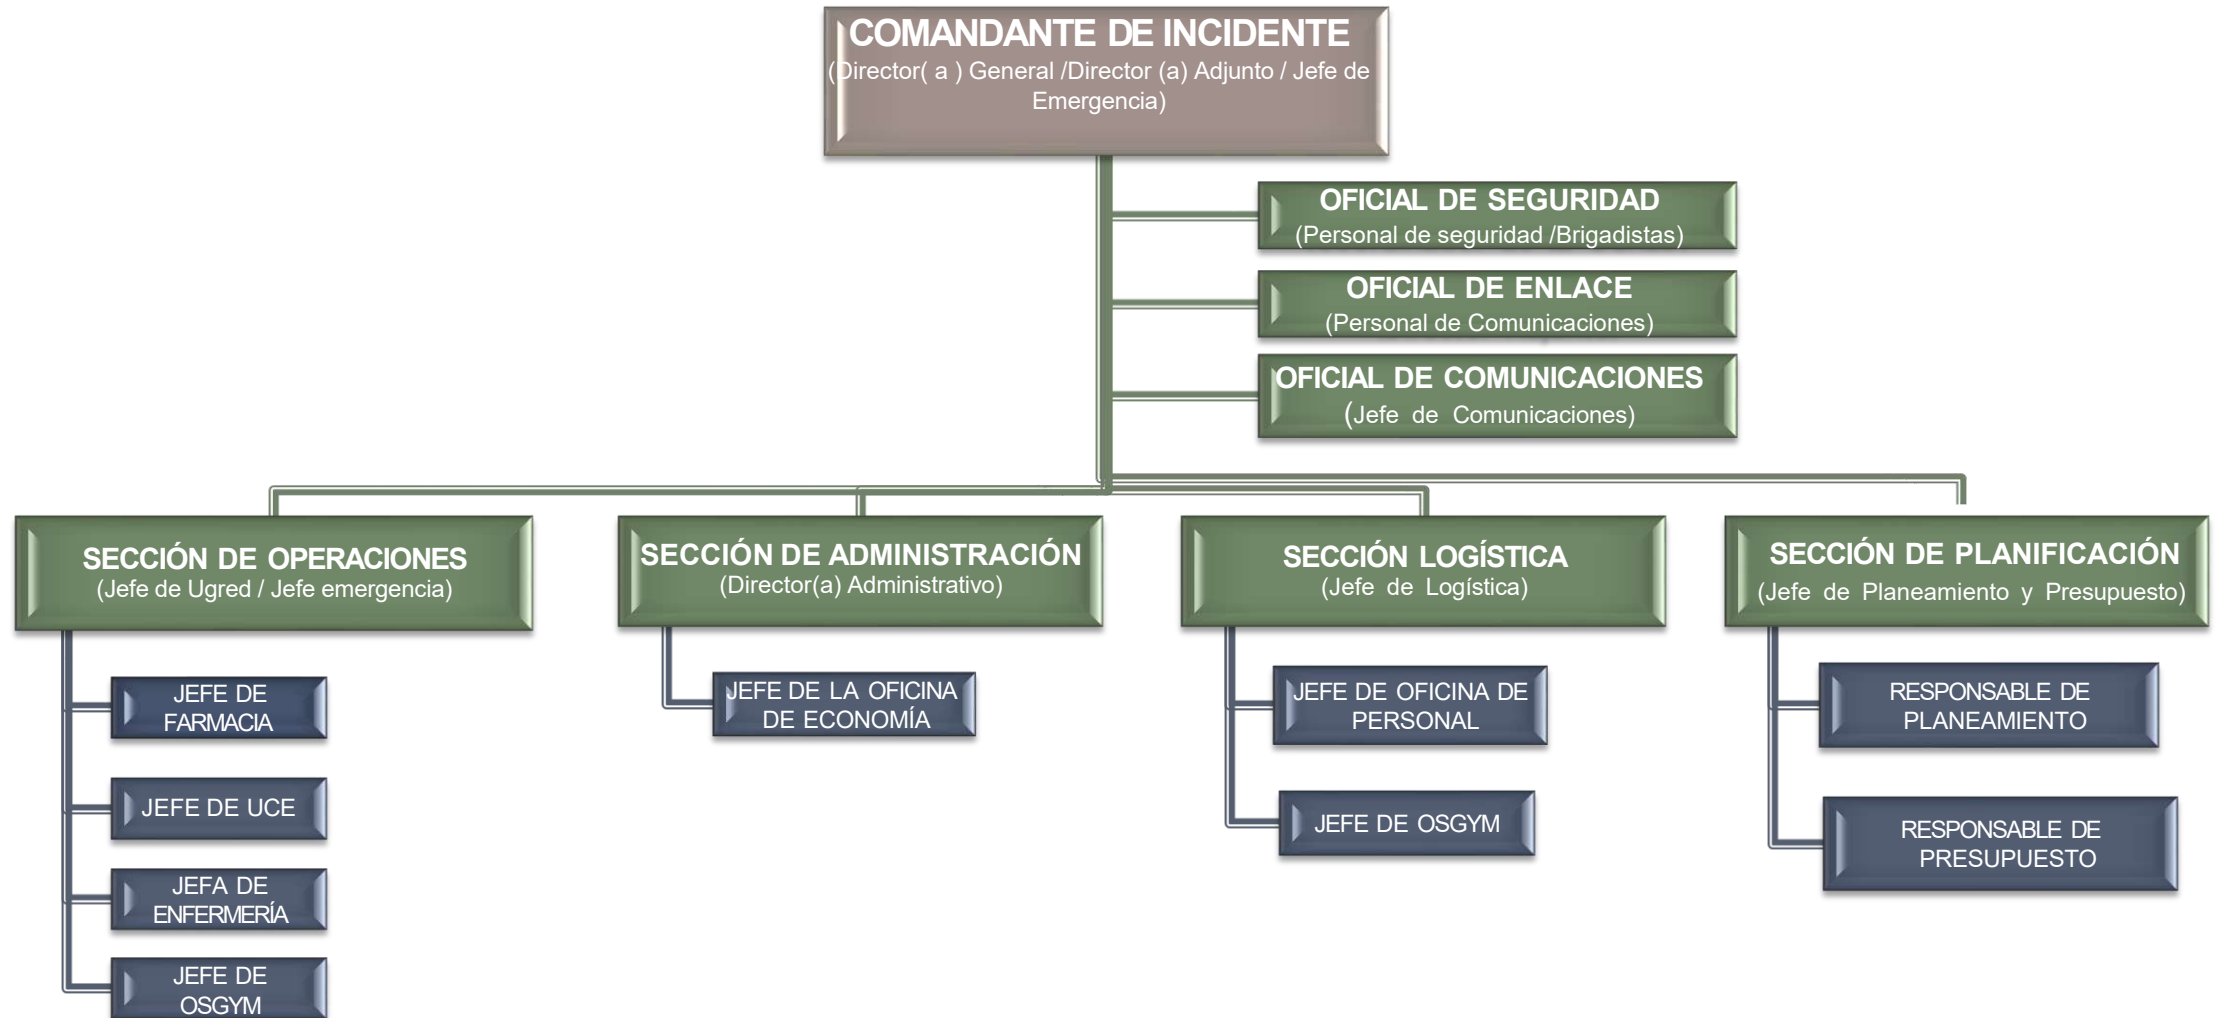 COMANDANTE DE INCIDENTE
(Director( a ) General /Director (a) Adjunto / Jefe de
Emergencia)
OFICIAL DE SEGURIDAD
(Personal de seguridad /Brigadistas)
OFICIAL DE ENLACE
(Personal de Comunicaciones)
OFICIAL DE COMUNICACIONES
(Jefe de Comunicaciones)
SECCIÓN DE OPERACIONES
(Jefe de Ugred / Jefe emergencia)
SECCIÓN DE ADMINISTRACIÓN
(Director(a) Administrativo)
SECCIÓN LOGÍSTICA
(Jefe de Logística)
SECCIÓN DE PLANIFICACIÓN
(Jefe de Planeamiento y Presupuesto)
JEFE DE
FARMACIA
JEFE DE UCE
JEFA DE
ENFERMERÍA
JEFE DE
OSGYM
JEFE DE LA OFICINA
DE ECONOMÍA
JEFE DE OFICINA DE
PERSONAL
JEFE DE OSGYM
RESPONSABLE DE
PLANEAMIENTO
RESPONSABLE DE
PRESUPUESTO